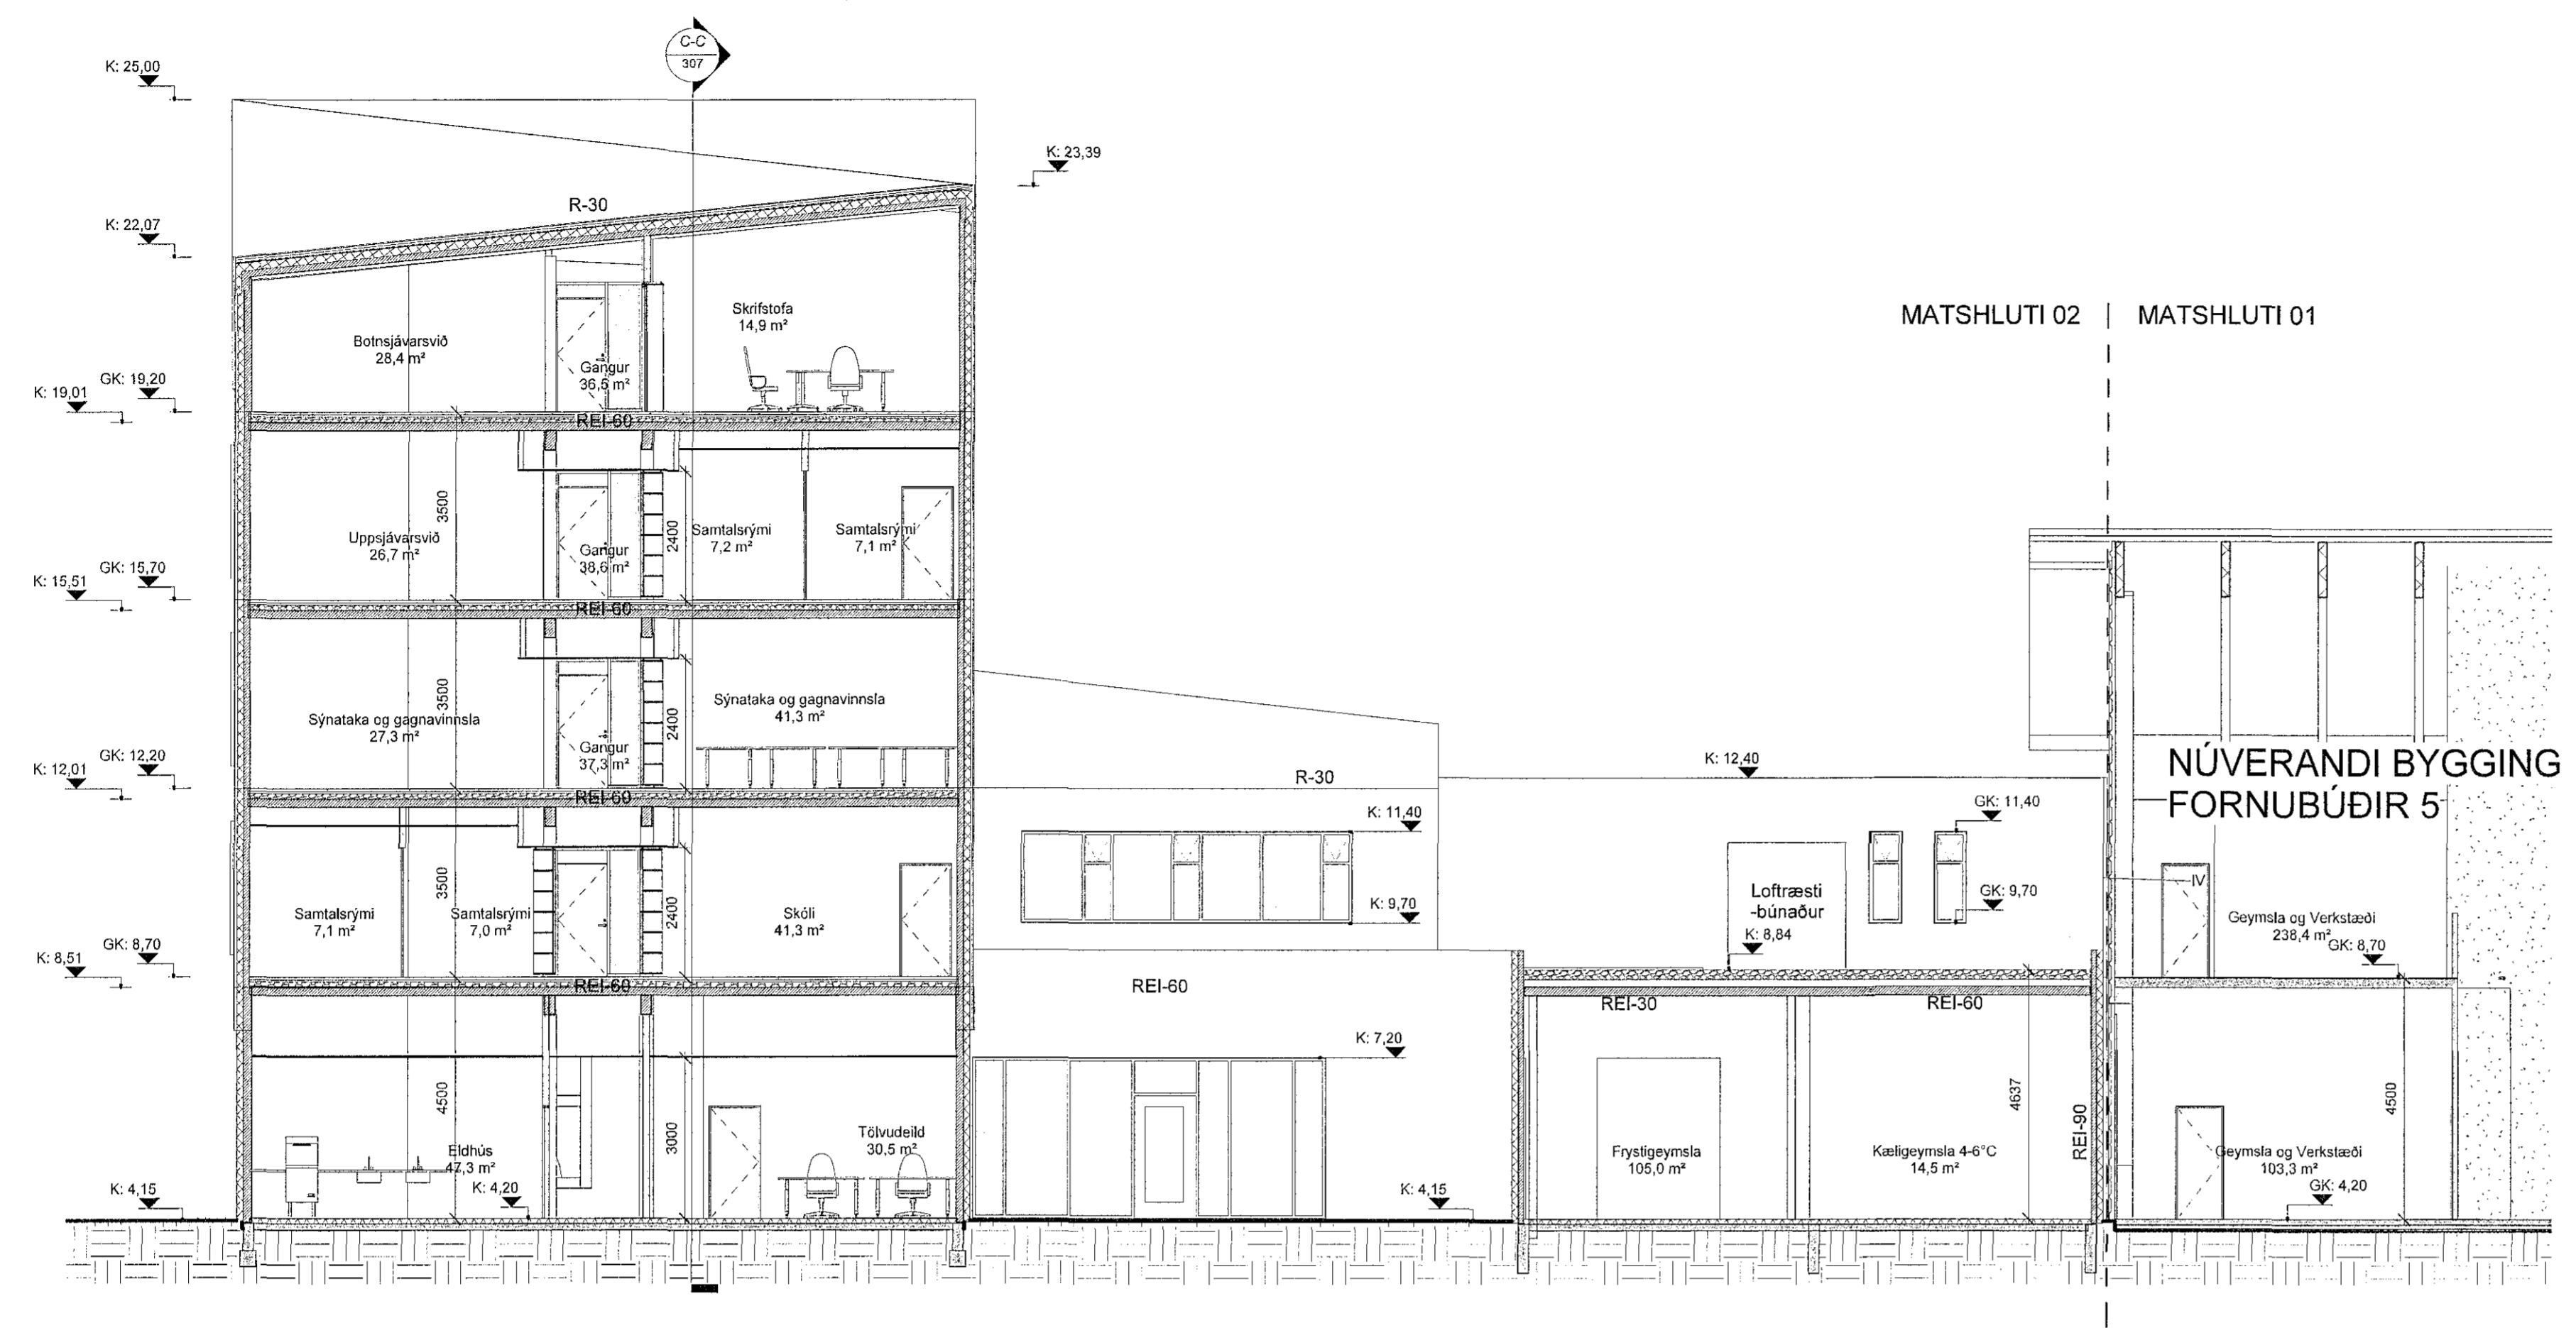 C-C
307
K: 25,00
K: 23,39
R-30
K: 22,07
MATSHLUTI 02
MATSHLUTI 01
Skrifstofa
14,9 m²
Botnsjávarsvið
28,4 m²
Gangur
36,5 m²
K: 19,01
GK: 19,20
REI-60
3500
Uppsjávarsvið
26,7 m²
Gangur
38,6 m²
2400
Samtalsrými
7,2 m²
Samtalsrými
7,1 m²
K: 15,51
GK: 15,70
REI-60
3500
Sýnataka og gagnavinnsla
27,3 m²
Gangur
37,3 m²
2400
Sýnataka og gagnavinnsla
41,3 m²
K: 12,01
GK: 12,20
REI-60
R-30
K: 12,40
NÚVERANDI BYGGING
FORNUBÚÐIR 5
K: 11,40
GK: 11,40
3500
Samtalsrými
7,1 m²
Samtalsrými
7,0 m²
2400
Skóli
41,3 m²
K: 9,70
Loftræsti
-búnaður
K: 8,84
GK: 9,70
IV
Geymsla og Verkstæði
238,4 m²
GK: 8,70
K: 8,51
GK: 8,70
REI-60
REI-60
REI-30
REI-60
K: 7,20
4500
Eldhús
47,3 m²
3000
Tölvudeild
30,5 m²
Frystigeymsla
105,0 m²
Kæligeymsla 4-6°C
14,5 m²
4637
REI-90
4500
Geymsla og Verkstæði
103,3 m²
GK: 4,20
K: 4,15
K: 4,20
K: 4,15